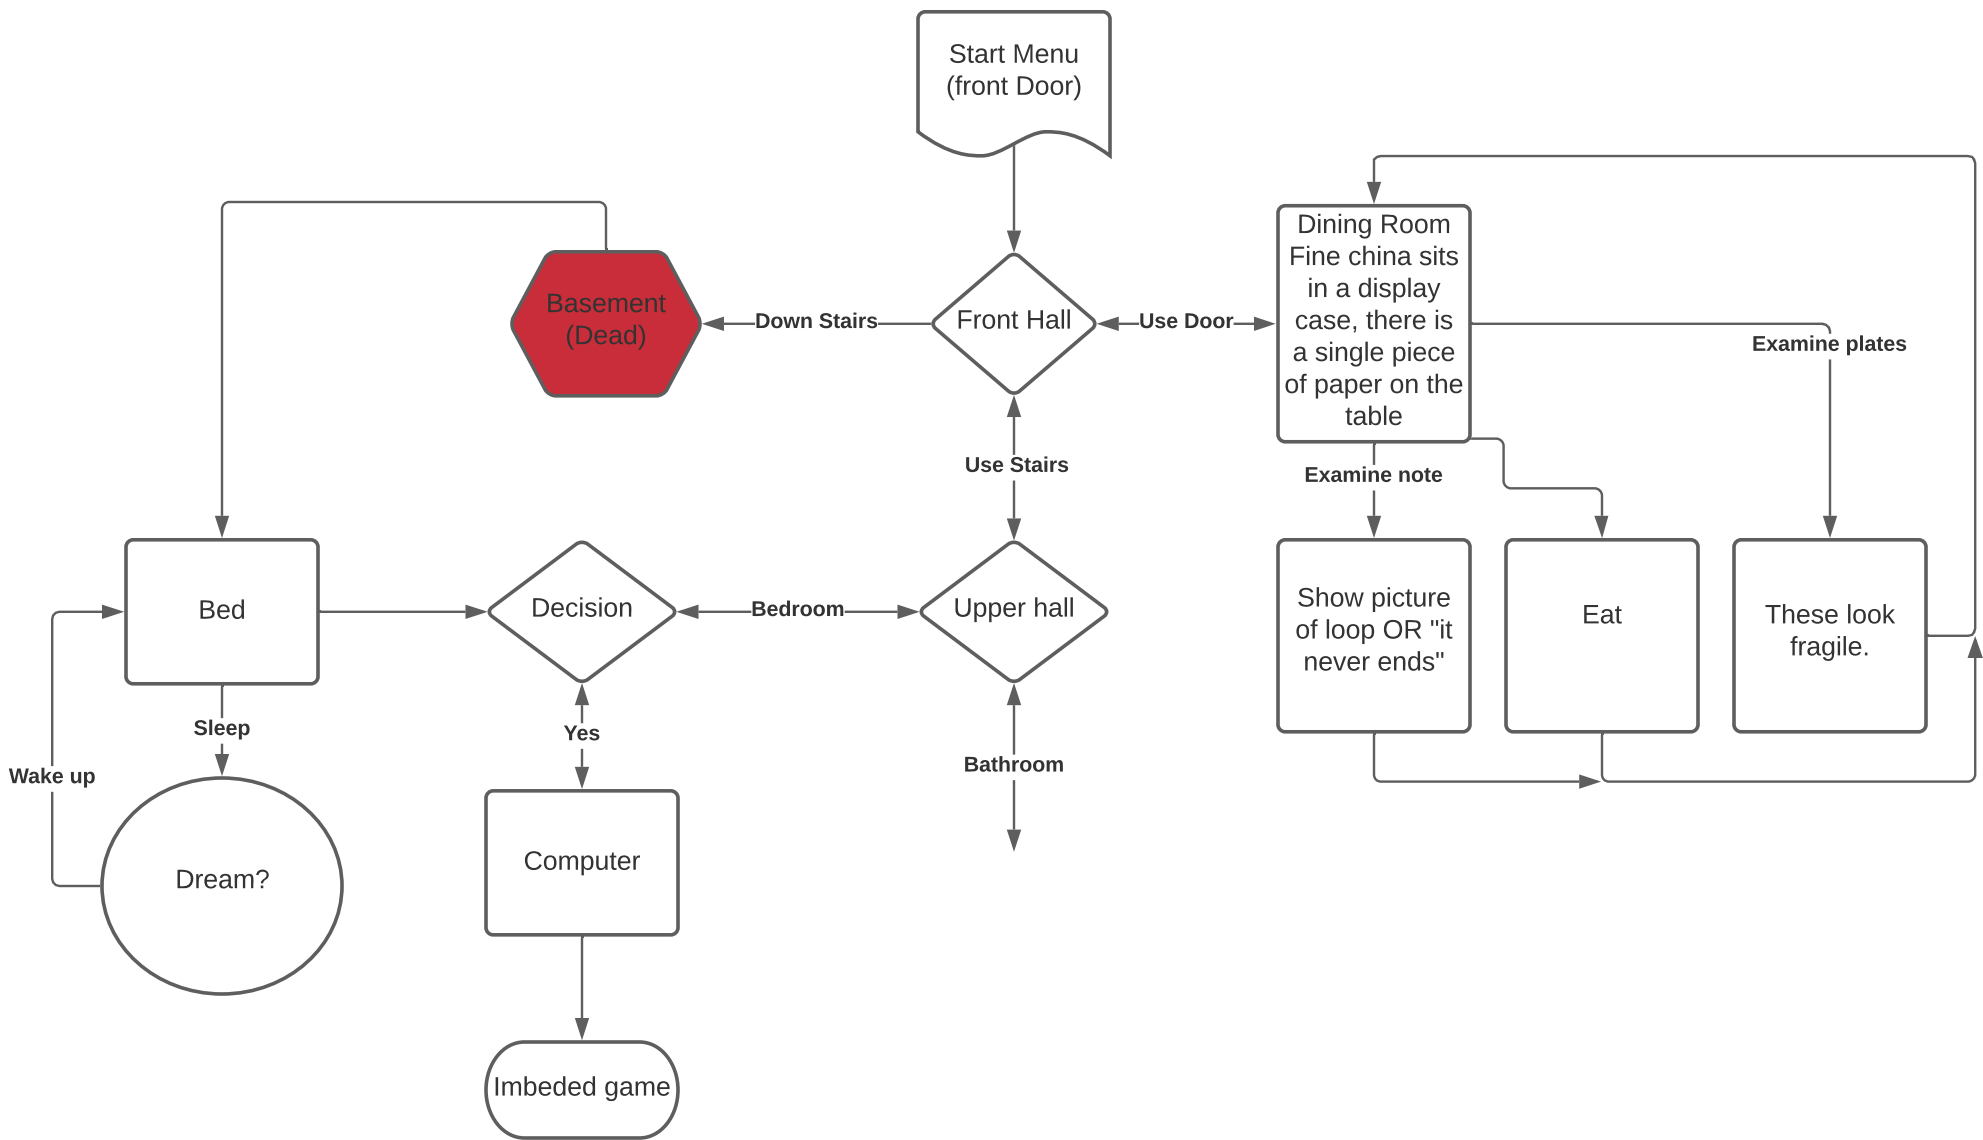 Start Menu
(front Door)
Basement
(Dead)
Down Stairs
Front Hall
Use Door
Dining Room
Fine china sits
in a display
case, there is
a single piece
of paper on the
table
Examine plates
Use Stairs
Examine note
Bed
Decision
Bedroom
Upper hall
Show picture
of loop OR "it
never ends"
Eat
These look
fragile.
Sleep
Yes
Wake up
Bathroom
Dream?
Computer
Imbeded game